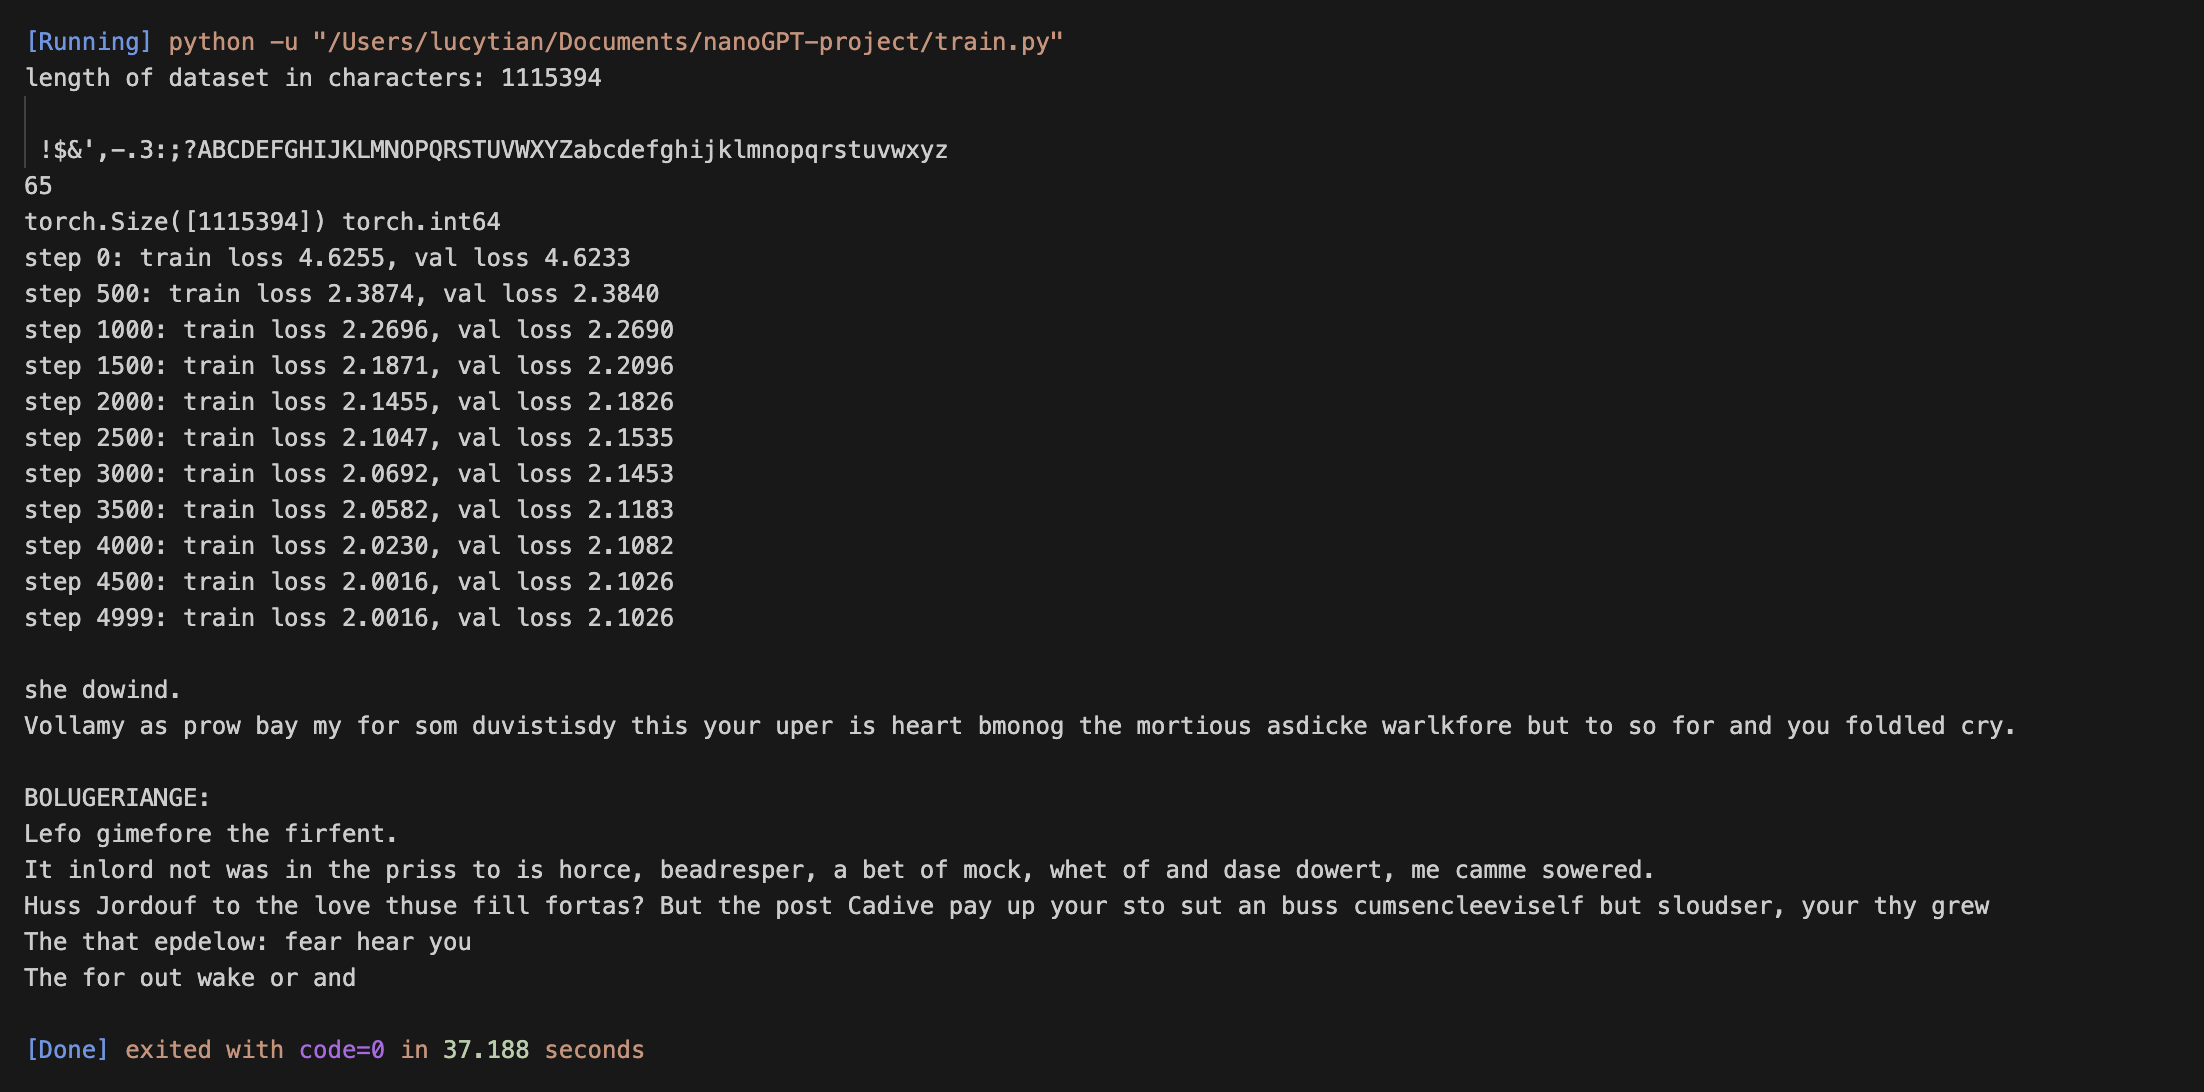 [Running] python -u "/Users/lucytian/Documents/nanoGPT-project/train.py"
length of dataset in characters: 1115394
 !$&',-.3:;?ABCDEFGHIJKLMNOPQRSTUVWXYZabcdefghijklmnopqrstuvwxyz
65
torch.Size([1115394]) torch.int64
step 0: train loss 4.6255, val loss 4.6233
step 500: train loss 2.3874, val loss 2.3840
step 1000: train loss 2.2696, val loss 2.2690
step 1500: train loss 2.1871, val loss 2.2096
step 2000: train loss 2.1455, val loss 2.1826
step 2500: train loss 2.1047, val loss 2.1535
step 3000: train loss 2.0692, val loss 2.1453
step 3500: train loss 2.0582, val loss 2.1183
step 4000: train loss 2.0230, val loss 2.1082
step 4500: train loss 2.0016, val loss 2.1026
step 4999: train loss 2.0016, val loss 2.1026
she dowind.
Vollamy as prow bay my for som duvistisdy this your uper is heart bmonog the mortious asdicke warlkfore but to so for and you foldled cry.
BOLUGERIANGE:
Lefo gimefore the firfent.
It inlord not was in the priss to is horce, beadresper, a bet of mock, whet of and dase dowert, me camme sowered.
Huss Jordouf to the love thuse fill fortas? But the post Cadive pay up your sto sut an buss cumsencleeviself but sloudser, your thy grew
The that epdelow: fear hear you
The for out wake or and
[Done] exited with code=0 in 37.188 seconds